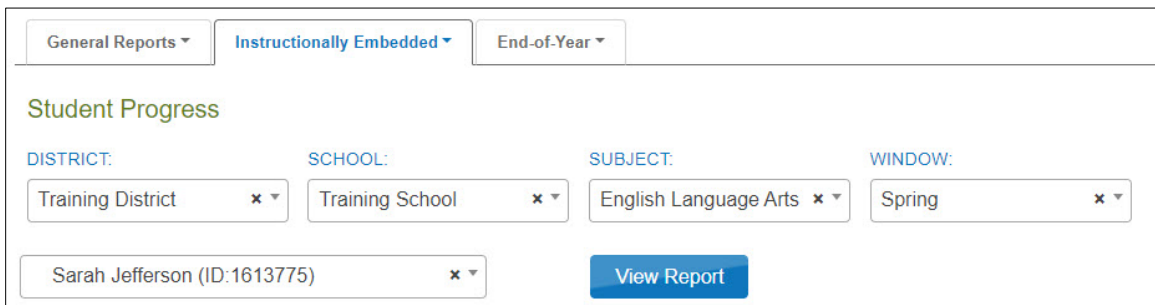 General Reports Instructionally Embedded End-of-Year
Student Progress
DISTRICT: SCHOOL: SUBJECT: WINDOW:
Training District × Training School × English Language Arts × Spring ×
Sarah Jefferson (ID:1613775) × View Report